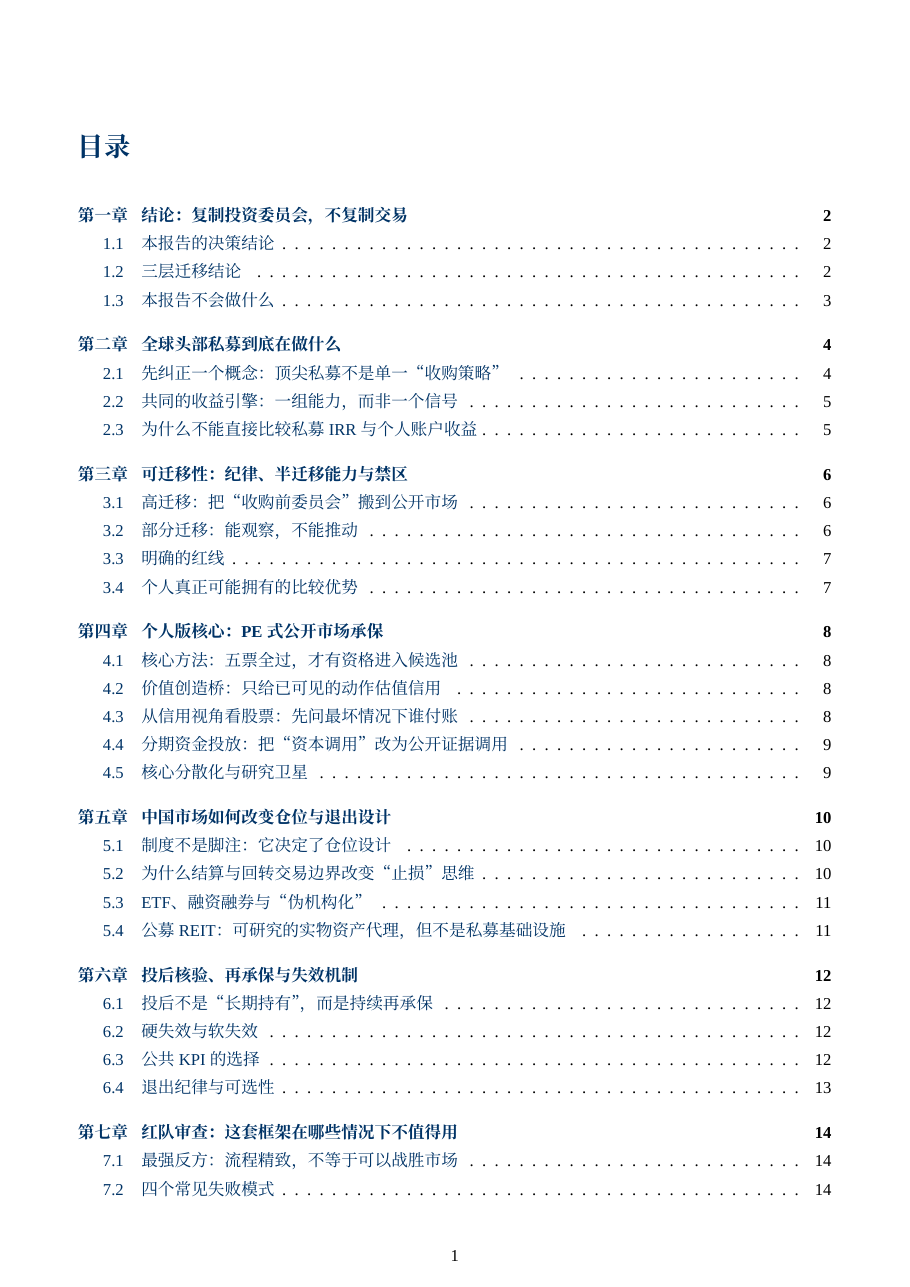 目录
第一章 结论：复制投资委员会，不复制交易 2
1.1 本报告的决策结论 . . . . . . . . . . . . . . . . . . . . . . . . . . . . . . . . . . . . . . . . . . 2
1.2 三层迁移结论 . . . . . . . . . . . . . . . . . . . . . . . . . . . . . . . . . . . . . . . . . . . . 2
1.3 本报告不会做什么 . . . . . . . . . . . . . . . . . . . . . . . . . . . . . . . . . . . . . . . . . . 3
第二章 全球头部私募到底在做什么 4
2.1 先纠正一个概念：顶尖私募不是单一“收购策略” . . . . . . . . . . . . . . . . . . . . . . . 4
2.2 共同的收益引擎：一组能力，而非一个信号 . . . . . . . . . . . . . . . . . . . . . . . . . . . 5
2.3 为什么不能直接比较私募 IRR 与个人账户收益 . . . . . . . . . . . . . . . . . . . . . . . . . . 5
第三章 可迁移性：纪律、半迁移能力与禁区 6
3.1 高迁移：把“收购前委员会”搬到公开市场 . . . . . . . . . . . . . . . . . . . . . . . . . . . 6
3.2 部分迁移：能观察，不能推动 . . . . . . . . . . . . . . . . . . . . . . . . . . . . . . . . . . . 6
3.3 明确的红线 . . . . . . . . . . . . . . . . . . . . . . . . . . . . . . . . . . . . . . . . . . . . . . 7
3.4 个人真正可能拥有的比较优势 . . . . . . . . . . . . . . . . . . . . . . . . . . . . . . . . . . . 7
第四章 个人版核心：PE 式公开市场承保 8
4.1 核心方法：五票全过，才有资格进入候选池 . . . . . . . . . . . . . . . . . . . . . . . . . . . 8
4.2 价值创造桥：只给已可见的动作估值信用 . . . . . . . . . . . . . . . . . . . . . . . . . . . . 8
4.3 从信用视角看股票：先问最坏情况下谁付账 . . . . . . . . . . . . . . . . . . . . . . . . . . . 8
4.4 分期资金投放：把“资本调用”改为公开证据调用 . . . . . . . . . . . . . . . . . . . . . . . 9
4.5 核心分散化与研究卫星 . . . . . . . . . . . . . . . . . . . . . . . . . . . . . . . . . . . . . . . 9
第五章 中国市场如何改变仓位与退出设计 10
5.1 制度不是脚注：它决定了仓位设计 . . . . . . . . . . . . . . . . . . . . . . . . . . . . . . . . 10
5.2 为什么结算与回转交易边界改变“止损”思维 . . . . . . . . . . . . . . . . . . . . . . . . . . 10
5.3 ETF、融资融券与“伪机构化” . . . . . . . . . . . . . . . . . . . . . . . . . . . . . . . . . . 11
5.4 公募 REIT：可研究的实物资产代理，但不是私募基础设施 . . . . . . . . . . . . . . . . . . 11
第六章 投后核验、再承保与失效机制 12
6.1 投后不是“长期持有”，而是持续再承保 . . . . . . . . . . . . . . . . . . . . . . . . . . . . . 12
6.2 硬失效与软失效 . . . . . . . . . . . . . . . . . . . . . . . . . . . . . . . . . . . . . . . . . . . 12
6.3 公共 KPI 的选择 . . . . . . . . . . . . . . . . . . . . . . . . . . . . . . . . . . . . . . . . . . . 12
6.4 退出纪律与可选性 . . . . . . . . . . . . . . . . . . . . . . . . . . . . . . . . . . . . . . . . . . 13
第七章 红队审查：这套框架在哪些情况下不值得用 14
7.1 最强反方：流程精致，不等于可以战胜市场 . . . . . . . . . . . . . . . . . . . . . . . . . . . 14
7.2 四个常见失败模式 . . . . . . . . . . . . . . . . . . . . . . . . . . . . . . . . . . . . . . . . . . 14
1